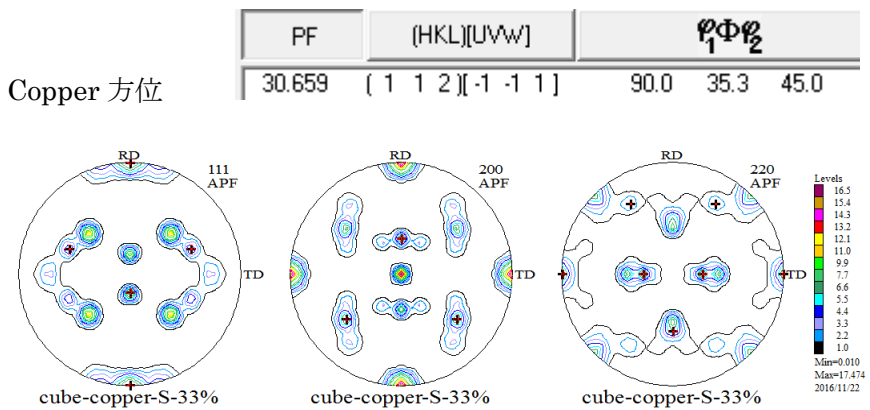 PF (HKL)[UVW] φ1Φφ2
Copper 方位 30.659 ( 1 1 2 )[ -1 -1 1 ] 90.0 35.3 45.0
RD
111
APF
TD
cube-copper-S-33%
RD
200
APF
TD
cube-copper-S-33%
RD
220
APF
TD
cube-copper-S-33%
Levels
16.5
15.4
14.3
13.2
12.1
11.0
9.9
7.7
6.6
5.5
4.4
3.3
2.2
1.0
Min=0.010
Max=17.474
2016/11/22